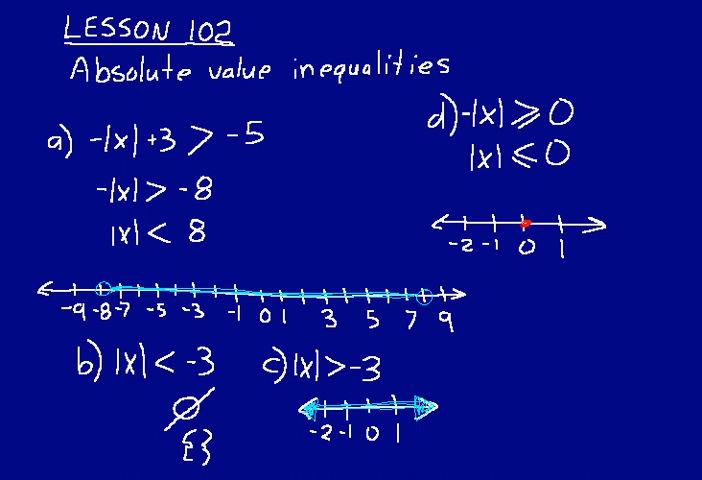 LESSON 102
Absolute value inequalities
a) -|x| +3 > -5
-|x| > -8
|x| < 8
d) -|x| ⩾ 0
|x| ⩽ 0
-2 -1 0 1
-9 -8 -7 -5 -3 -1 0 1 3 5 7 9
b) |x| < -3
∅
{}
c) |x| > -3
-2 -1 0 1